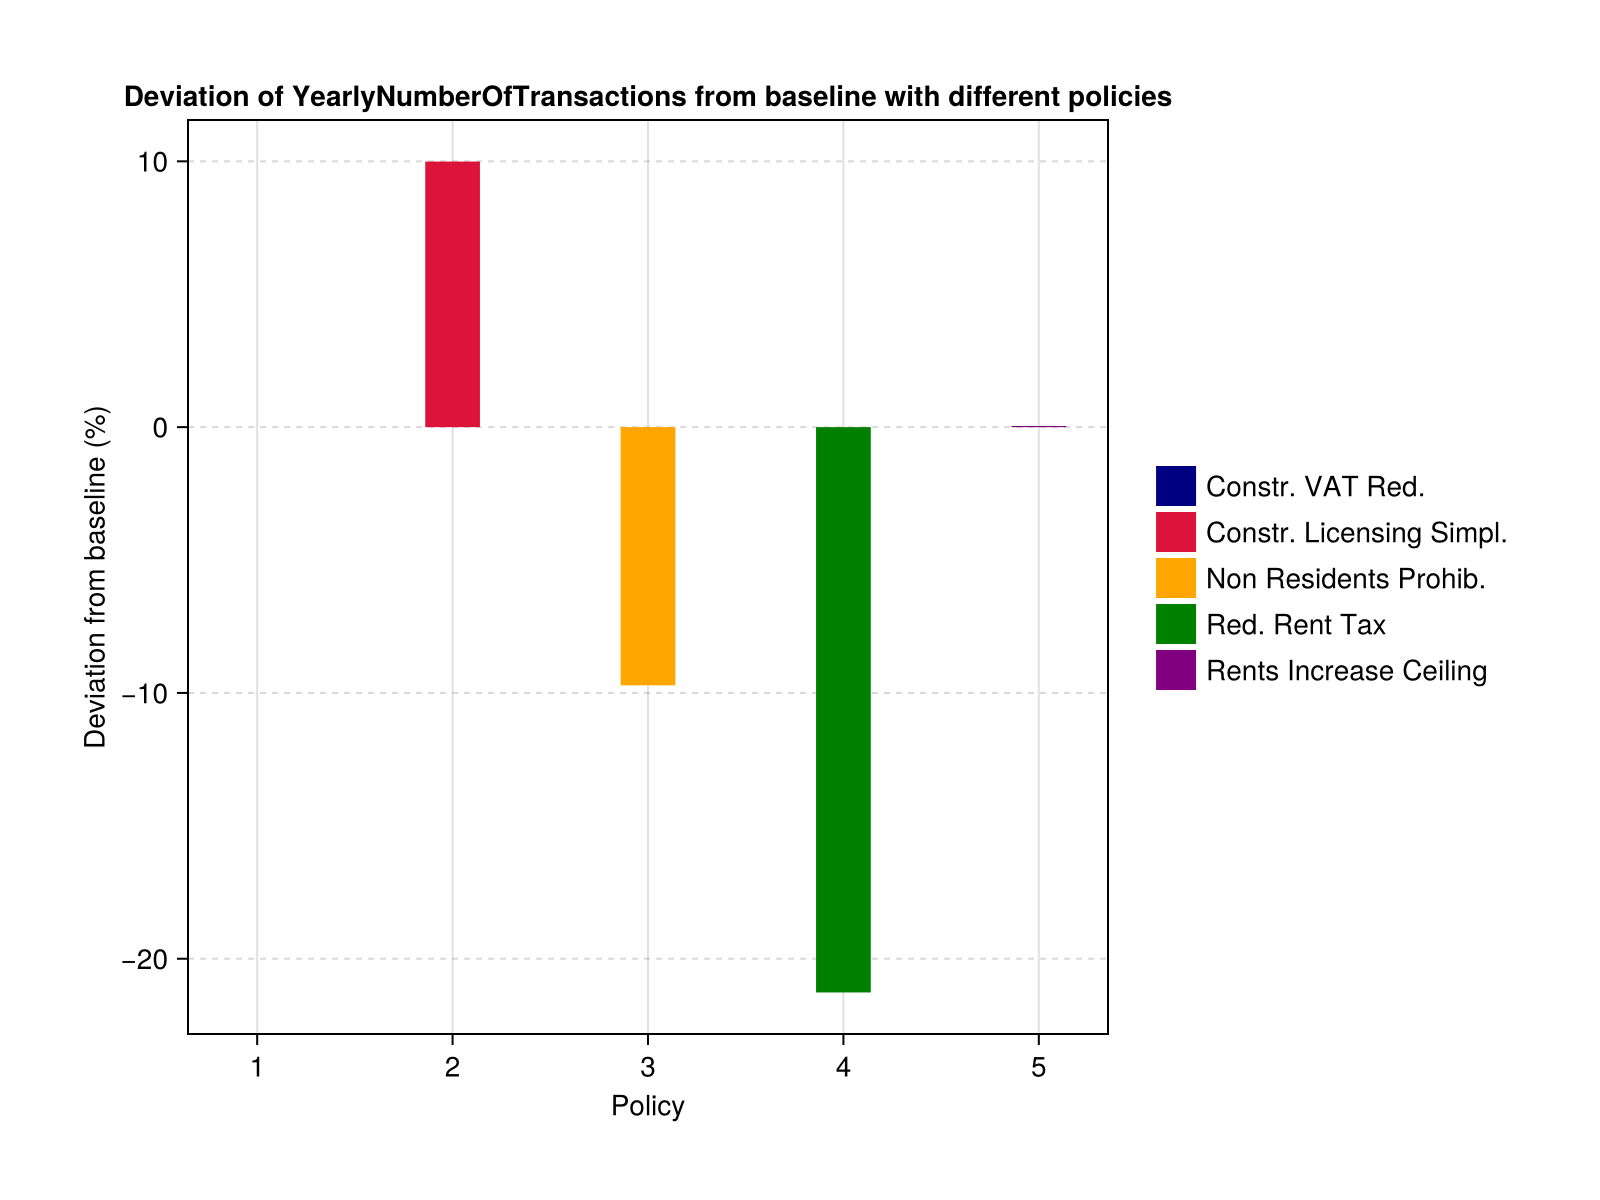 Deviation of YearlyNumberOfTransactions from baseline with different policies
Deviation from baseline (%)
10
0
−10
−20
1 2 3 4 5
Policy
Constr. VAT Red.
Constr. Licensing Simpl.
Non Residents Prohib.
Red. Rent Tax
Rents Increase Ceiling